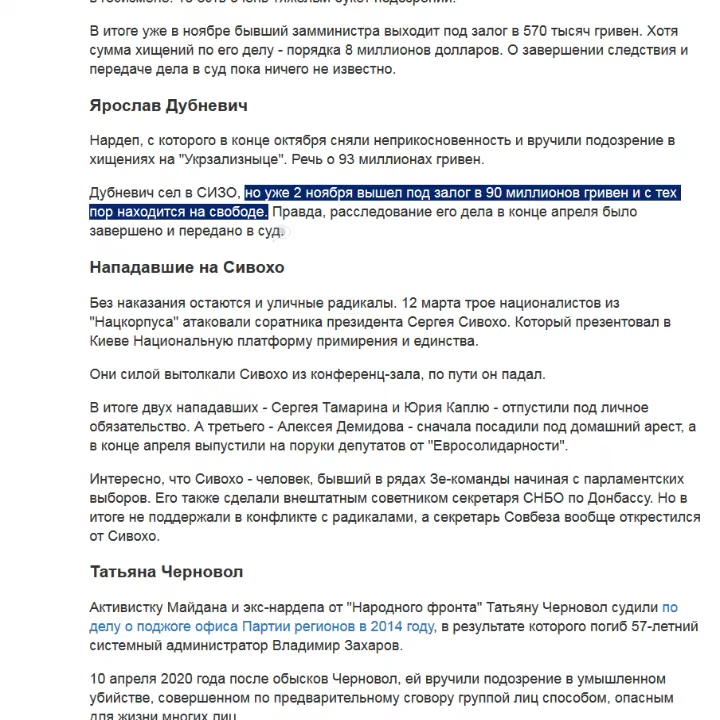 В итоге уже в ноябре бывший замминистра выходит под залог в 570 тысяч гривен. Хотя
сумма хищений по его делу - порядка 8 миллионов долларов. О завершении следствия и
передаче дела в суд пока ничего не известно.
Ярослав Дубневич
Нардеп, с которого в конце октября сняли неприкосновенность и вручили подозрение в
хищениях на "Укрзализныце". Речь о 93 миллионах гривен.
Дубневич сел в СИЗО, но уже 2 ноября вышел под залог в 90 миллионов гривен и с тех
пор находится на свободе. Правда, расследование его дела в конце апреля было
завершено и передано в суд.
Нападавшие на Сивохо
Без наказания остаются и уличные радикалы. 12 марта трое националистов из
"Нацкорпуса" атаковали соратника президента Сергея Сивохо. Который презентовал в
Киеве Национальную платформу примирения и единства.
Они силой вытолкали Сивохо из конференц-зала, по пути он падал.
В итоге двух нападавших - Сергея Тамарина и Юрия Каплю - отпустили под личное
обязательство. А третьего - Алексея Демидова - сначала посадили под домашний арест, а
в конце апреля выпустили на поруки депутатов от "Евросолидарности".
Интересно, что Сивохо - человек, бывший в рядах Зе-команды начиная с парламентских
выборов. Его также сделали внештатным советником секретаря СНБО по Донбассу. Но в
итоге не поддержали в конфликте с радикалами, а секретарь Совбеза вообще открестился
от Сивохо.
Татьяна Черновол
Активистку Майдана и экс-нардепа от "Народного фронта" Татьяну Черновол судили по
делу о поджоге офиса Партии регионов в 2014 году, в результате которого погиб 57-летний
системный администратор Владимир Захаров.
10 апреля 2020 года после обысков Черновол, ей вручили подозрение в умышленном
убийстве, совершенном по предварительному сговору группой лиц способом, опасным
для жизни многих лиц